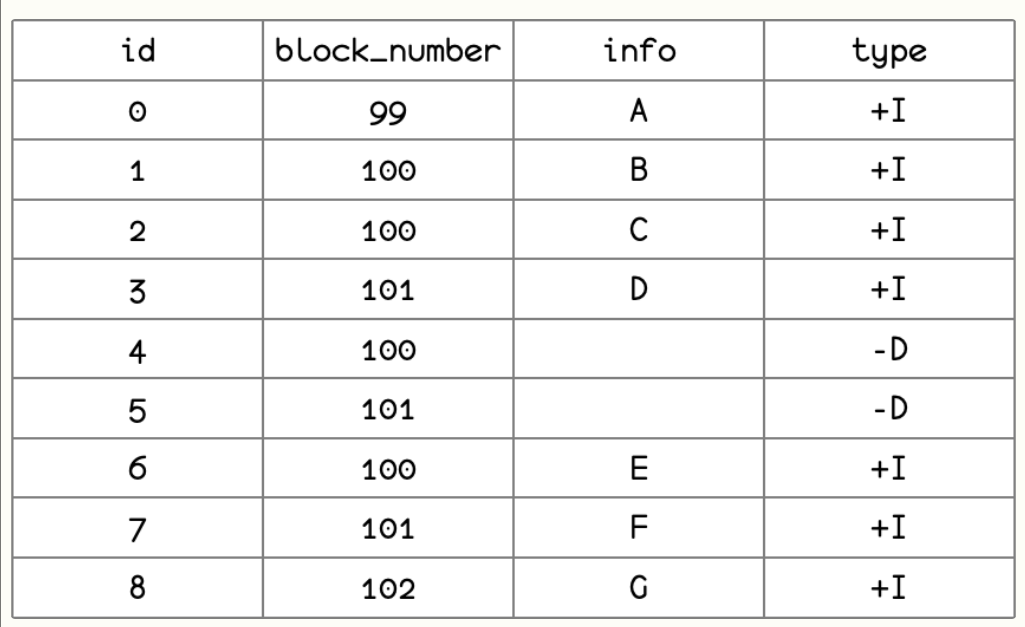 id block_number info type
0 99 A +I
1 100 B +I
2 100 C +I
3 101 D +I
4 100 -D
5 101 -D
6 100 E +I
7 101 F +I
8 102 G +I